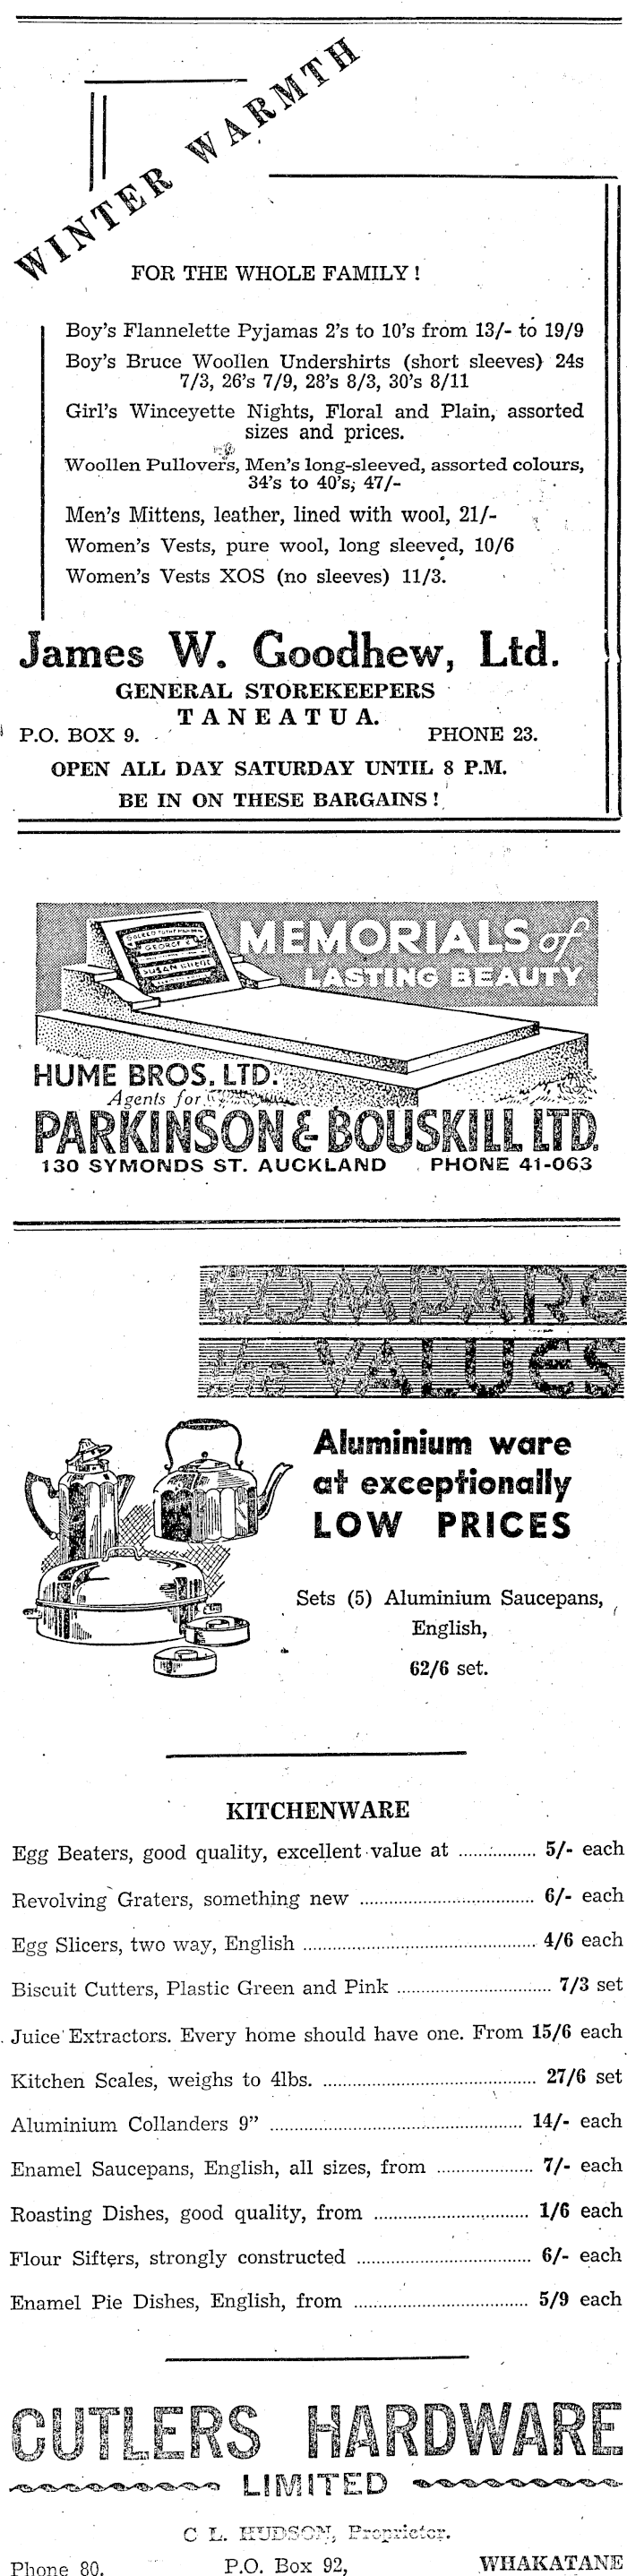 WINTER WARMTH
FOR THE WHOLE FAMILY!
Boy's Flannelette Pyjamas 2's to 10's from 13/- to 19/9
Boy's Bruce Woollen Undershirts (short sleeves) 24s
7/3, 26's 7/9, 28's 8/3, 30's 8/11
Girl's Winceyette Nights, Floral and Plain, assorted
sizes and prices.
Woollen Pullovers, Men's long-sleeved, assorted colours,
34's to 40's, 47/-
Men's Mittens, leather, lined with wool, 21/-
Women's Vests, pure wool, long sleeved, 10/6
Women's Vests XOS (no sleeves) 11/3.
James W. Goodhew, Ltd.
GENERAL STOREKEEPERS
TANEATUA.
P.O. BOX 9. PHONE 23.
OPEN ALL DAY SATURDAY UNTIL 8 P.M.
BE IN ON THESE BARGAINS!
MEMORIALS of
LASTING BEAUTY
GEORGE
SUSAN
HUME BROS. LTD.
Agents for
PARKINSON & BOUSKILL LTD.
130 SYMONDS ST. AUCKLAND PHONE 41-063
COMPARE
the VALUES
Aluminium ware
at exceptionally
LOW PRICES
Sets (5) Aluminium Saucepans,
English,
62/6 set.
KITCHENWARE
Egg Beaters, good quality, excellent value at ............... 5/- each
Revolving Graters, something new ................................. 6/- each
Egg Slicers, two way, English ............................................ 4/6 each
Biscuit Cutters, Plastic Green and Pink ............................. 7/3 set
Juice Extractors. Every home should have one. From 15/6 each
Kitchen Scales, weighs to 4lbs. ......................................... 27/6 set
Aluminium Collanders 9" ................................................ 14/- each
Enamel Saucepans, English, all sizes, from ................... 7/- each
Roasting Dishes, good quality, from .............................. 1/6 each
Flour Sifters, strongly constructed ................................. 6/- each
Enamel Pie Dishes, English, from .................................. 5/9 each
CUTLERS HARDWARE
LIMITED
C L. HUDSON, Proprietor.
Phone 80. P.O. Box 92, WHAKATANE